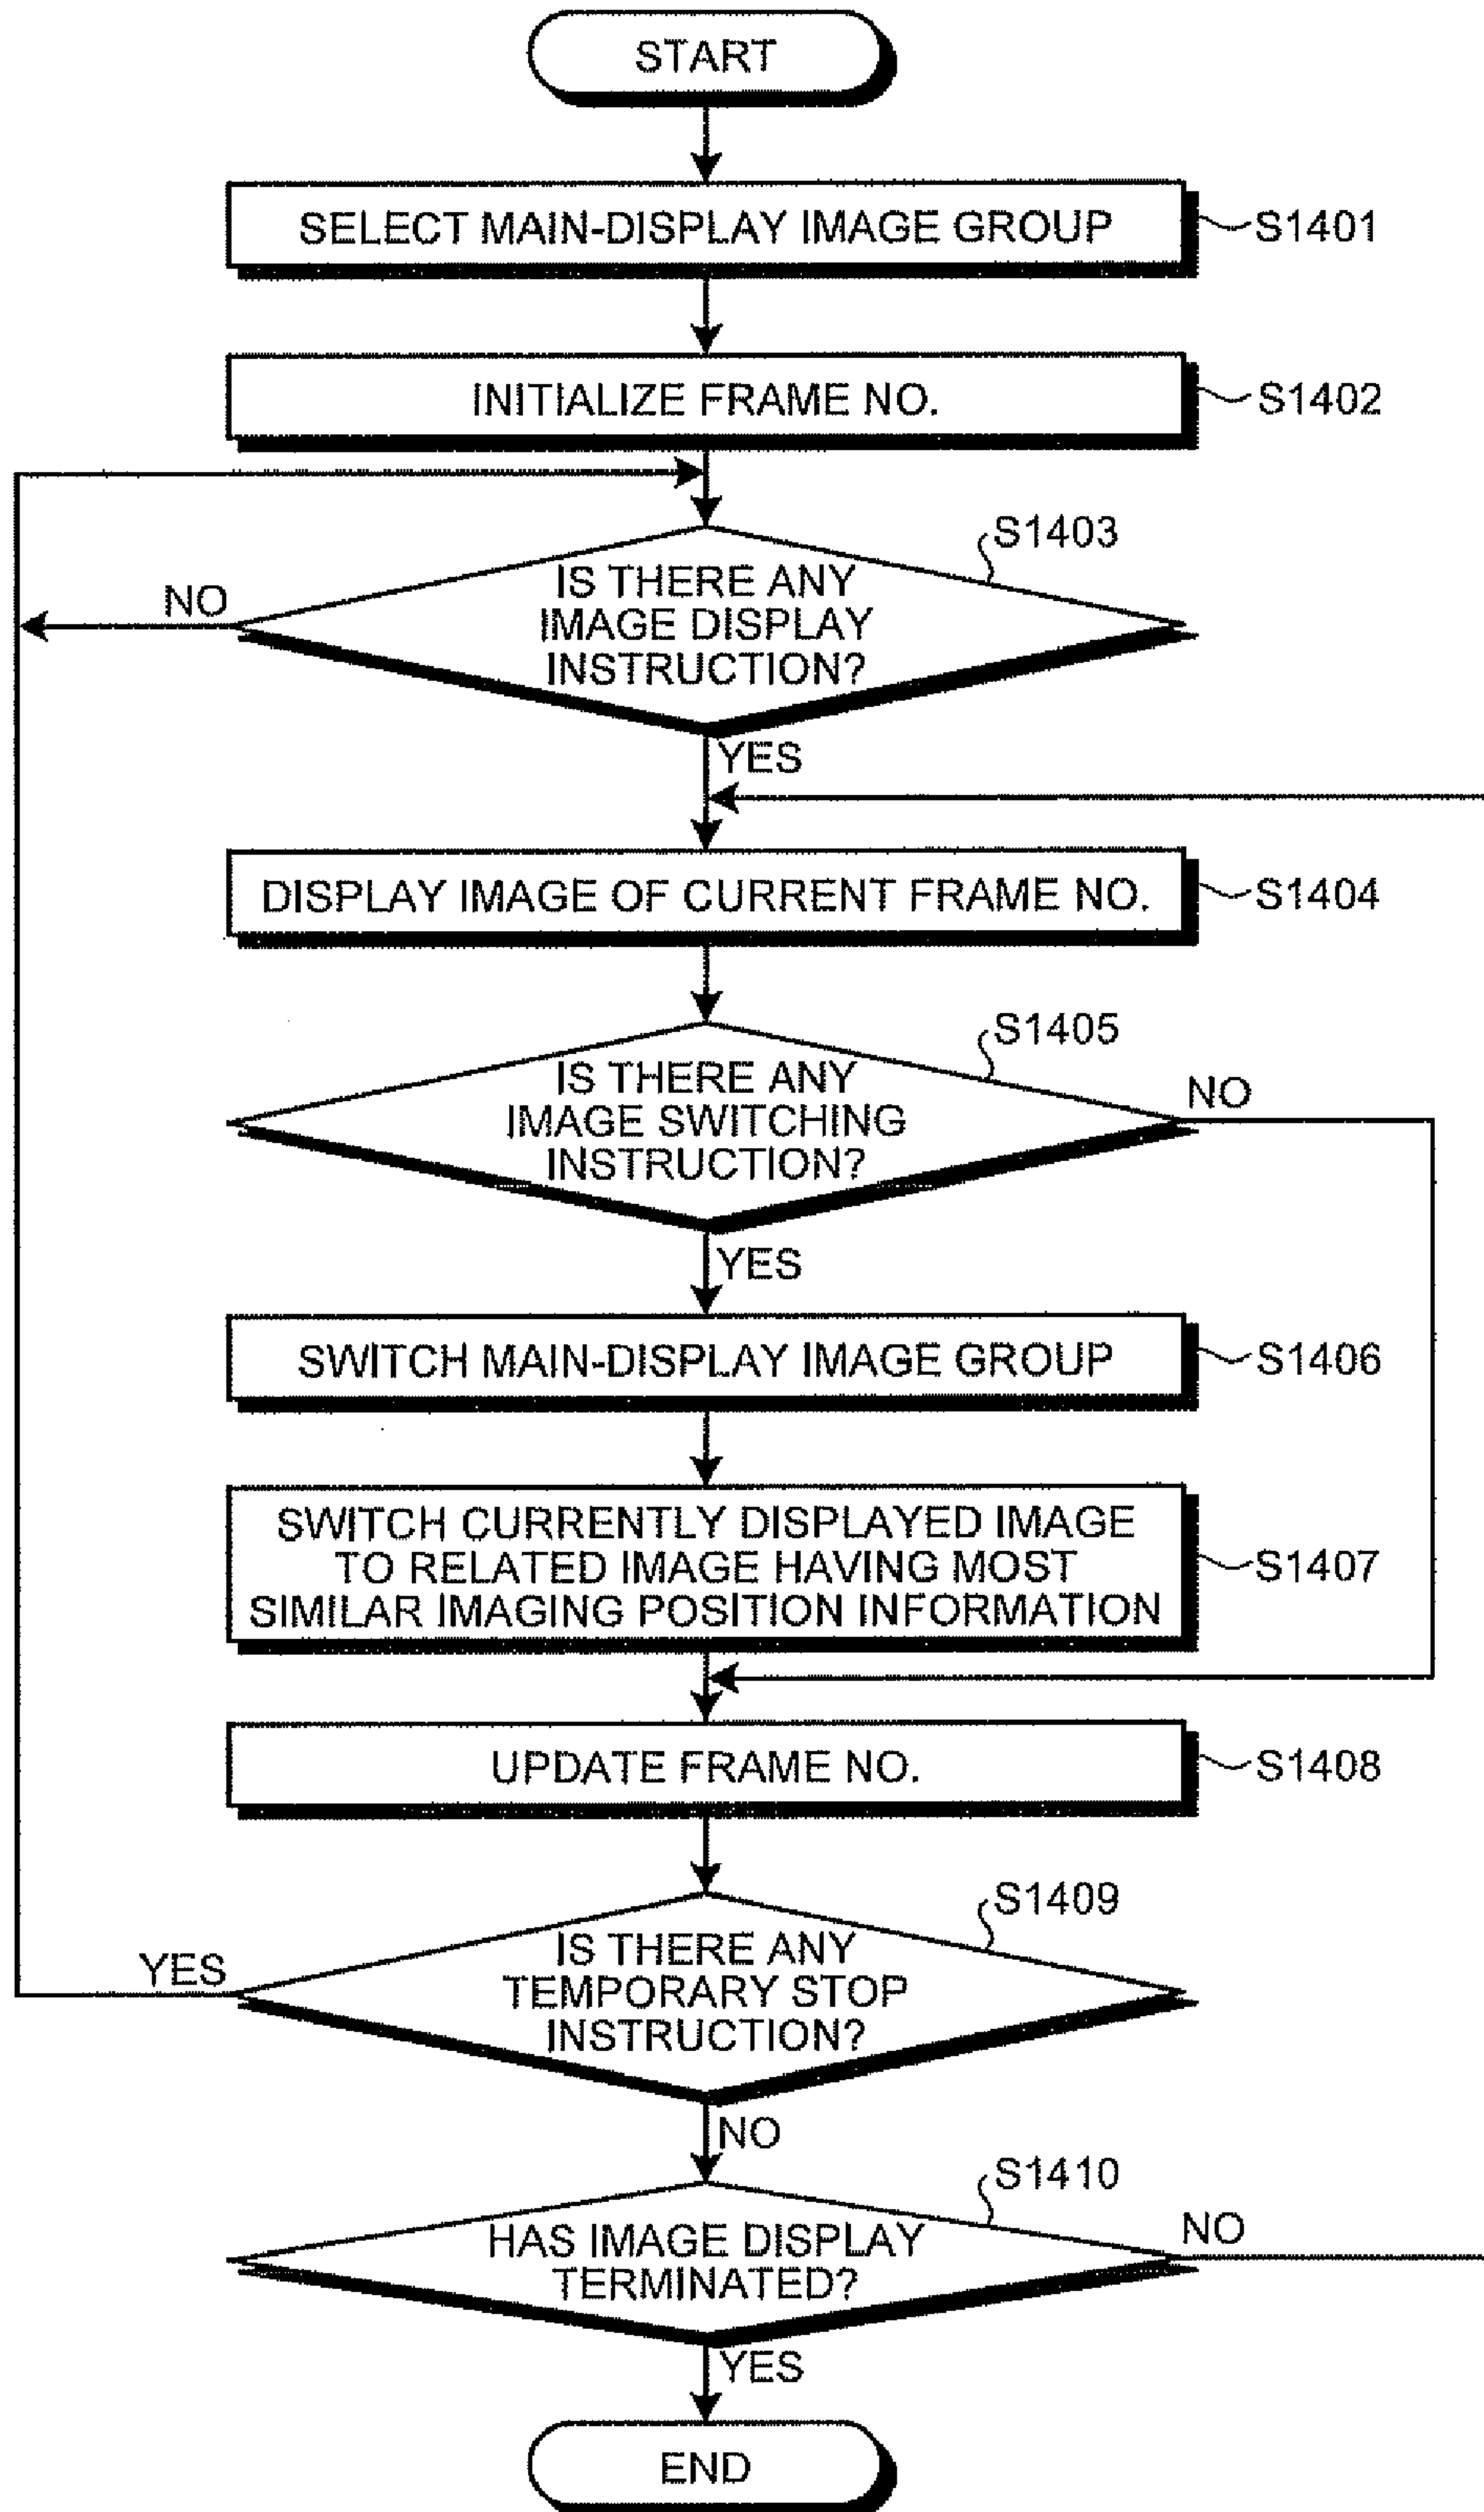 START
SELECT MAIN-DISPLAY IMAGE GROUP
S1401
INITIALIZE FRAME NO.
S1402
S1403
IS THERE ANY
IMAGE DISPLAY
INSTRUCTION?
NO
YES
DISPLAY IMAGE OF CURRENT FRAME NO.
S1404
S1405
IS THERE ANY
IMAGE SWITCHING
INSTRUCTION?
NO
YES
SWITCH MAIN-DISPLAY IMAGE GROUP
S1406
SWITCH CURRENTLY DISPLAYED IMAGE
TO RELATED IMAGE HAVING MOST
SIMILAR IMAGING POSITION INFORMATION
S1407
UPDATE FRAME NO.
S1408
S1409
IS THERE ANY
TEMPORARY STOP
INSTRUCTION?
YES
NO
S1410
HAS IMAGE DISPLAY
TERMINATED?
NO
YES
END